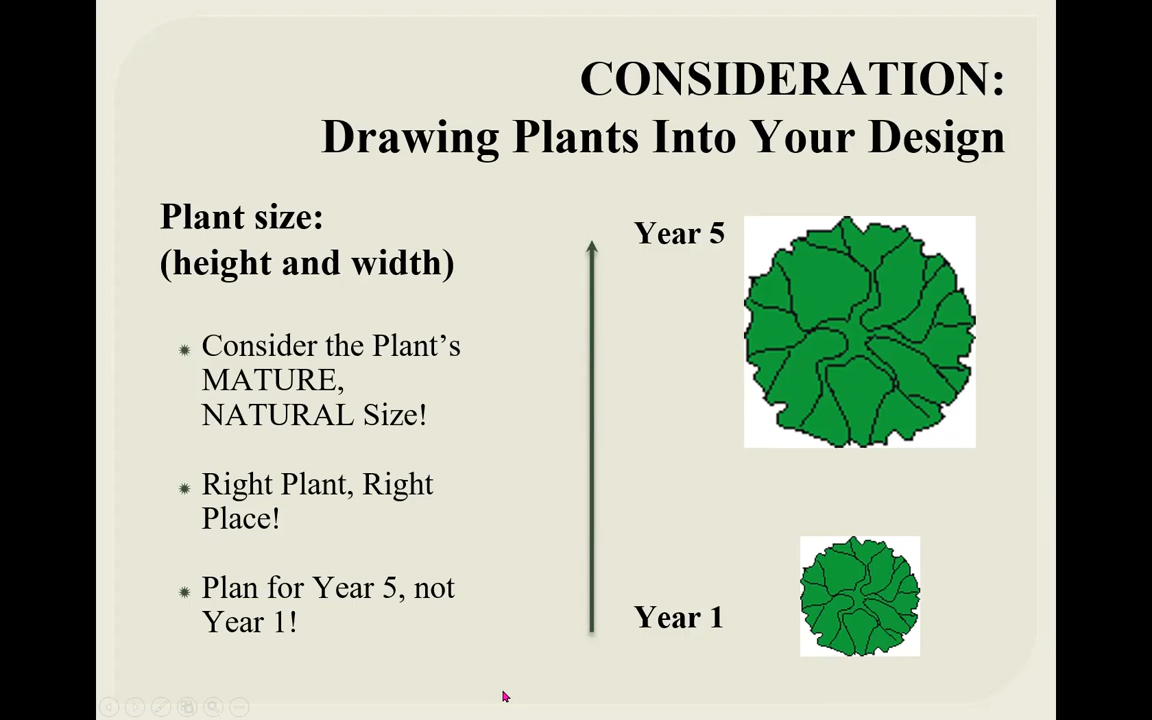 CONSIDERATION:
Drawing Plants Into Your Design
Plant size:
(height and width)
Consider the Plant’s
MATURE,
NATURAL Size!
Right Plant, Right
Place!
Plan for Year 5, not
Year 1!
Year 5
Year 1